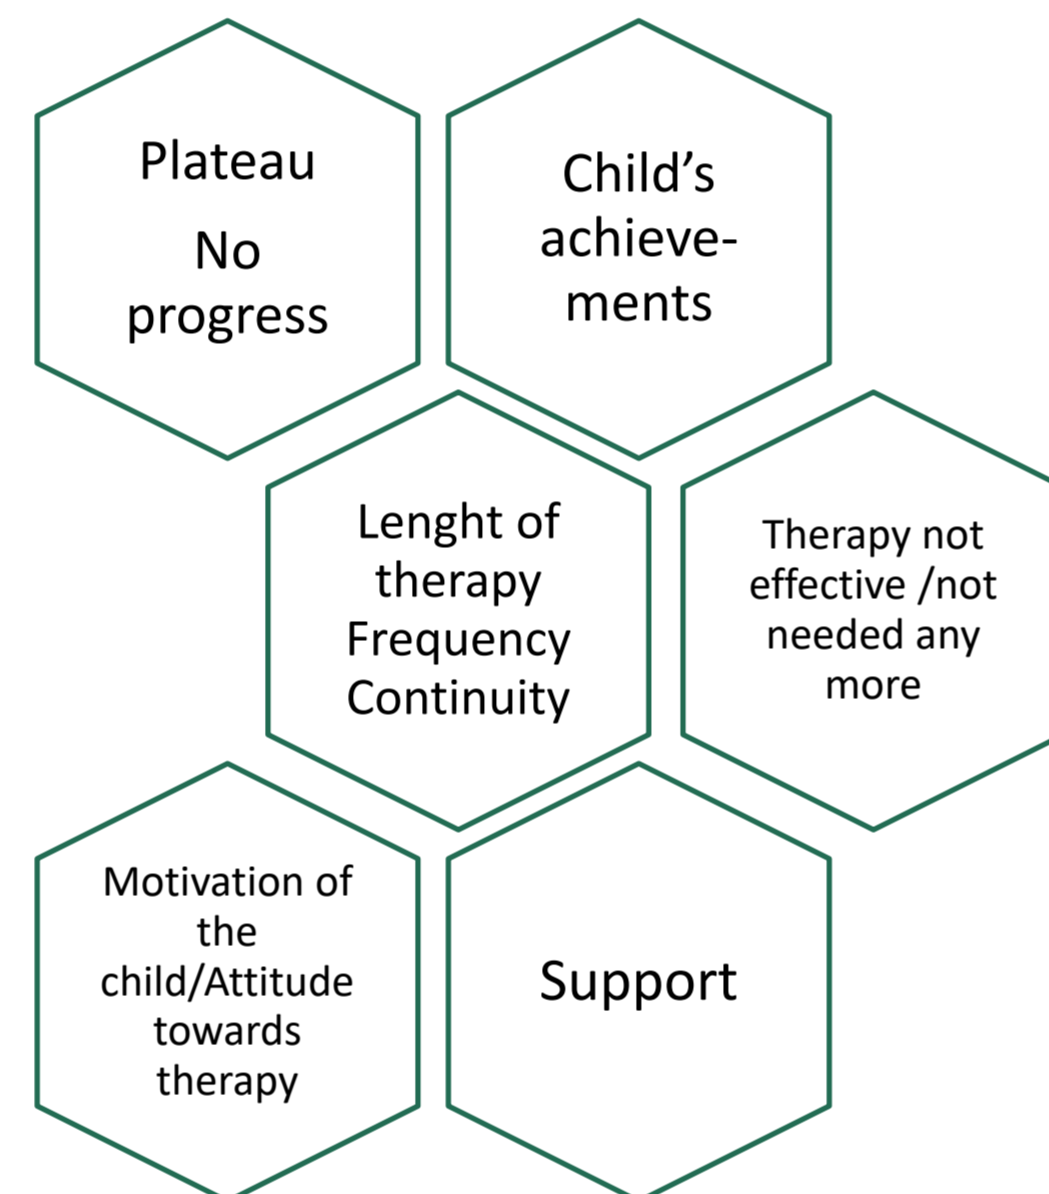 Plateau
No
progress
Child’s
achieve-
ments
Lenght of
therapy
Frequency
Continuity
Therapy not
effective /not
needed any
more
Motivation of
the
child/Attitude
towards
therapy
Support